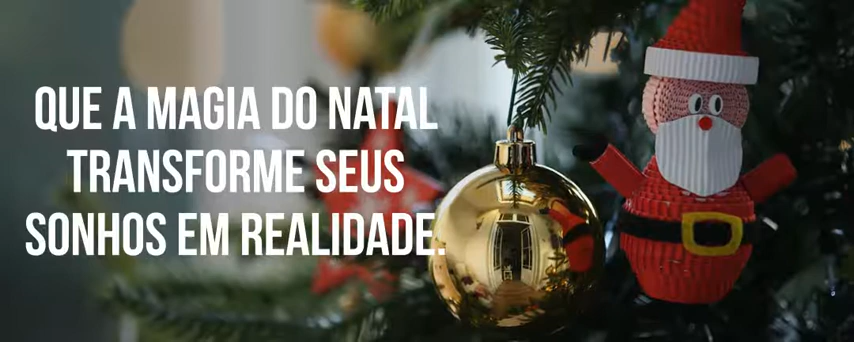 QUE A MAGIA DO NATAL
TRANSFORME SEUS
SONHOS EM REALIDADE.